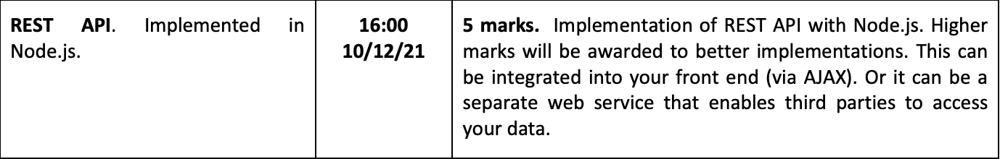 REST API. Implemented in
Node.js.
16:00
10/12/21
5 marks. Implementation of REST API with Node.js. Higher
marks will be awarded to better implementations. This can
be integrated into your front end (via AJAX). Or it can be a
separate web service that enables third parties to access
your data.